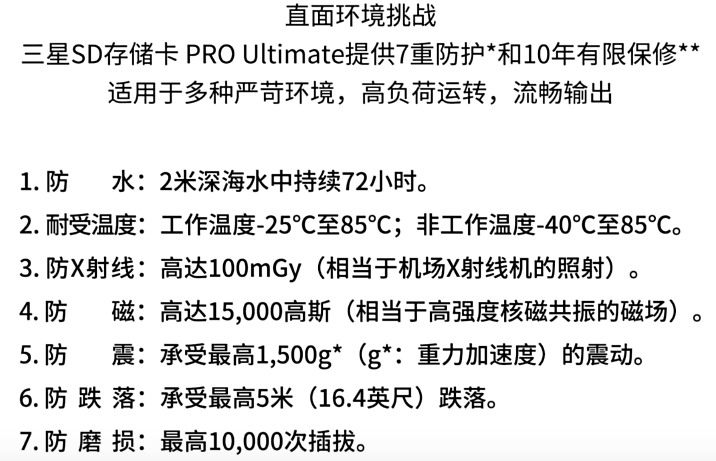 直面环境挑战
三星SD存储卡 PRO Ultimate提供7重防护*和10年有限保修**
适用于多种严苛环境，高负荷运转，流畅输出
1. 防 水：2米深海水中持续72小时。
2. 耐受温度：工作温度-25℃至85℃；非工作温度-40℃至85℃。
3. 防X射线：高达100mGy（相当于机场X射线机的照射）。
4. 防 磁：高达15,000高斯（相当于高强度核磁共振的磁场）。
5. 防 震：承受最高1,500g*（g*：重力加速度）的震动。
6. 防 跌 落：承受最高5米（16.4英尺）跌落。
7. 防 磨 损：最高10,000次插拔。